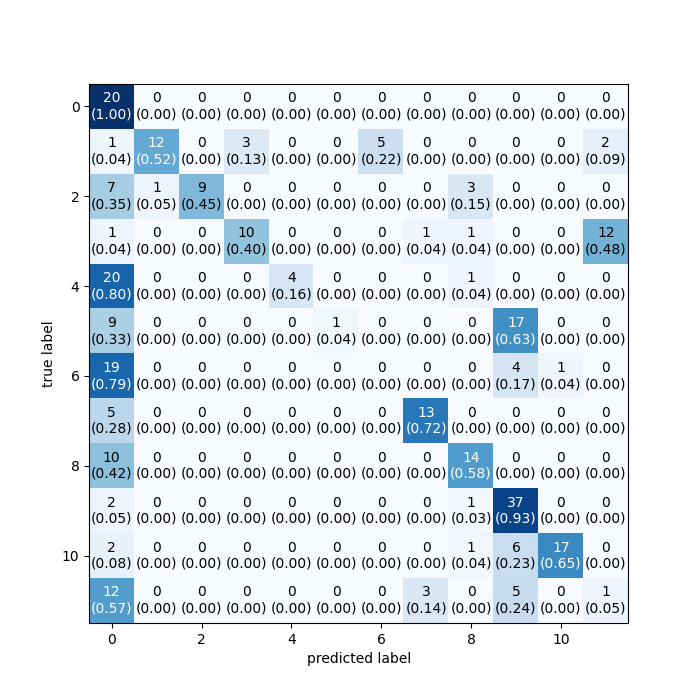 20 0 0 0 0 0 0 0 0 0 0 0
0 (1.00) (0.00) (0.00) (0.00) (0.00) (0.00) (0.00) (0.00) (0.00) (0.00) (0.00) (0.00)
1 12 0 3 0 0 5 0 0 0 0 2
(0.04) (0.52) (0.00) (0.13) (0.00) (0.00) (0.22) (0.00) (0.00) (0.00) (0.00) (0.09)
7 1 9 0 0 0 0 0 3 0 0 0
2 (0.35) (0.05) (0.45) (0.00) (0.00) (0.00) (0.00) (0.00) (0.15) (0.00) (0.00) (0.00)
1 0 0 10 0 0 0 1 1 0 0 12
(0.04) (0.00) (0.00) (0.40) (0.00) (0.00) (0.00) (0.04) (0.04) (0.00) (0.00) (0.48)
20 0 0 0 4 0 0 0 1 0 0 0
4 (0.80) (0.00) (0.00) (0.00) (0.16) (0.00) (0.00) (0.00) (0.04) (0.00) (0.00) (0.00)
9 0 0 0 0 1 0 0 0 17 0 0
(0.33) (0.00) (0.00) (0.00) (0.00) (0.04) (0.00) (0.00) (0.00) (0.63) (0.00) (0.00)
true label
19 0 0 0 0 0 0 0 0 4 1 0
6 (0.79) (0.00) (0.00) (0.00) (0.00) (0.00) (0.00) (0.00) (0.00) (0.17) (0.04) (0.00)
5 0 0 0 0 0 0 13 0 0 0 0
(0.28) (0.00) (0.00) (0.00) (0.00) (0.00) (0.00) (0.72) (0.00) (0.00) (0.00) (0.00)
10 0 0 0 0 0 0 0 14 0 0 0
8 (0.42) (0.00) (0.00) (0.00) (0.00) (0.00) (0.00) (0.00) (0.58) (0.00) (0.00) (0.00)
2 0 0 0 0 0 0 0 1 37 0 0
(0.05) (0.00) (0.00) (0.00) (0.00) (0.00) (0.00) (0.00) (0.03) (0.93) (0.00) (0.00)
2 0 0 0 0 0 0 0 1 6 17 0
10 (0.08) (0.00) (0.00) (0.00) (0.00) (0.00) (0.00) (0.00) (0.04) (0.23) (0.65) (0.00)
12 0 0 0 0 0 0 3 0 5 0 1
(0.57) (0.00) (0.00) (0.00) (0.00) (0.00) (0.00) (0.14) (0.00) (0.24) (0.00) (0.05)
0 2 4 6 8 10
predicted label